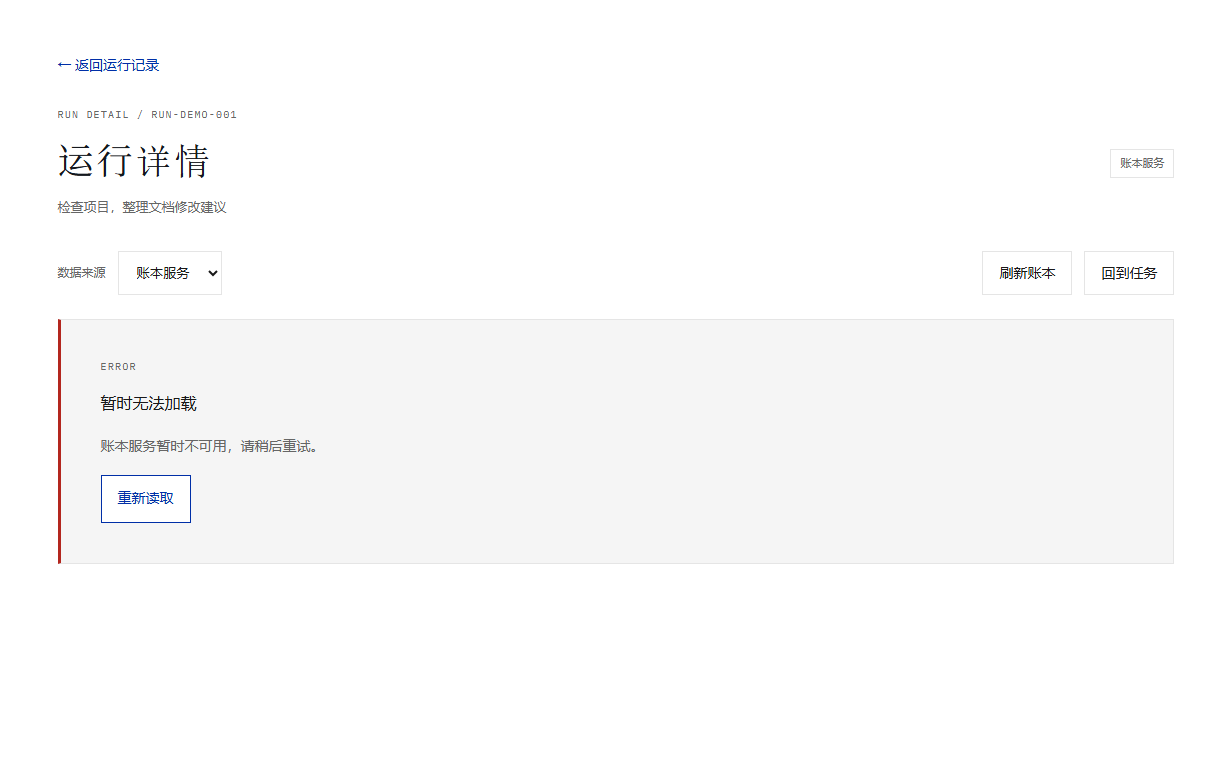 ← 返回运行记录
RUN DETAIL / RUN-DEMO-001
运行详情
账本服务
检查项目，整理文档修改建议
数据来源 账本服务 刷新账本 回到任务
ERROR
暂时无法加载
账本服务暂时不可用，请稍后重试。
重新读取